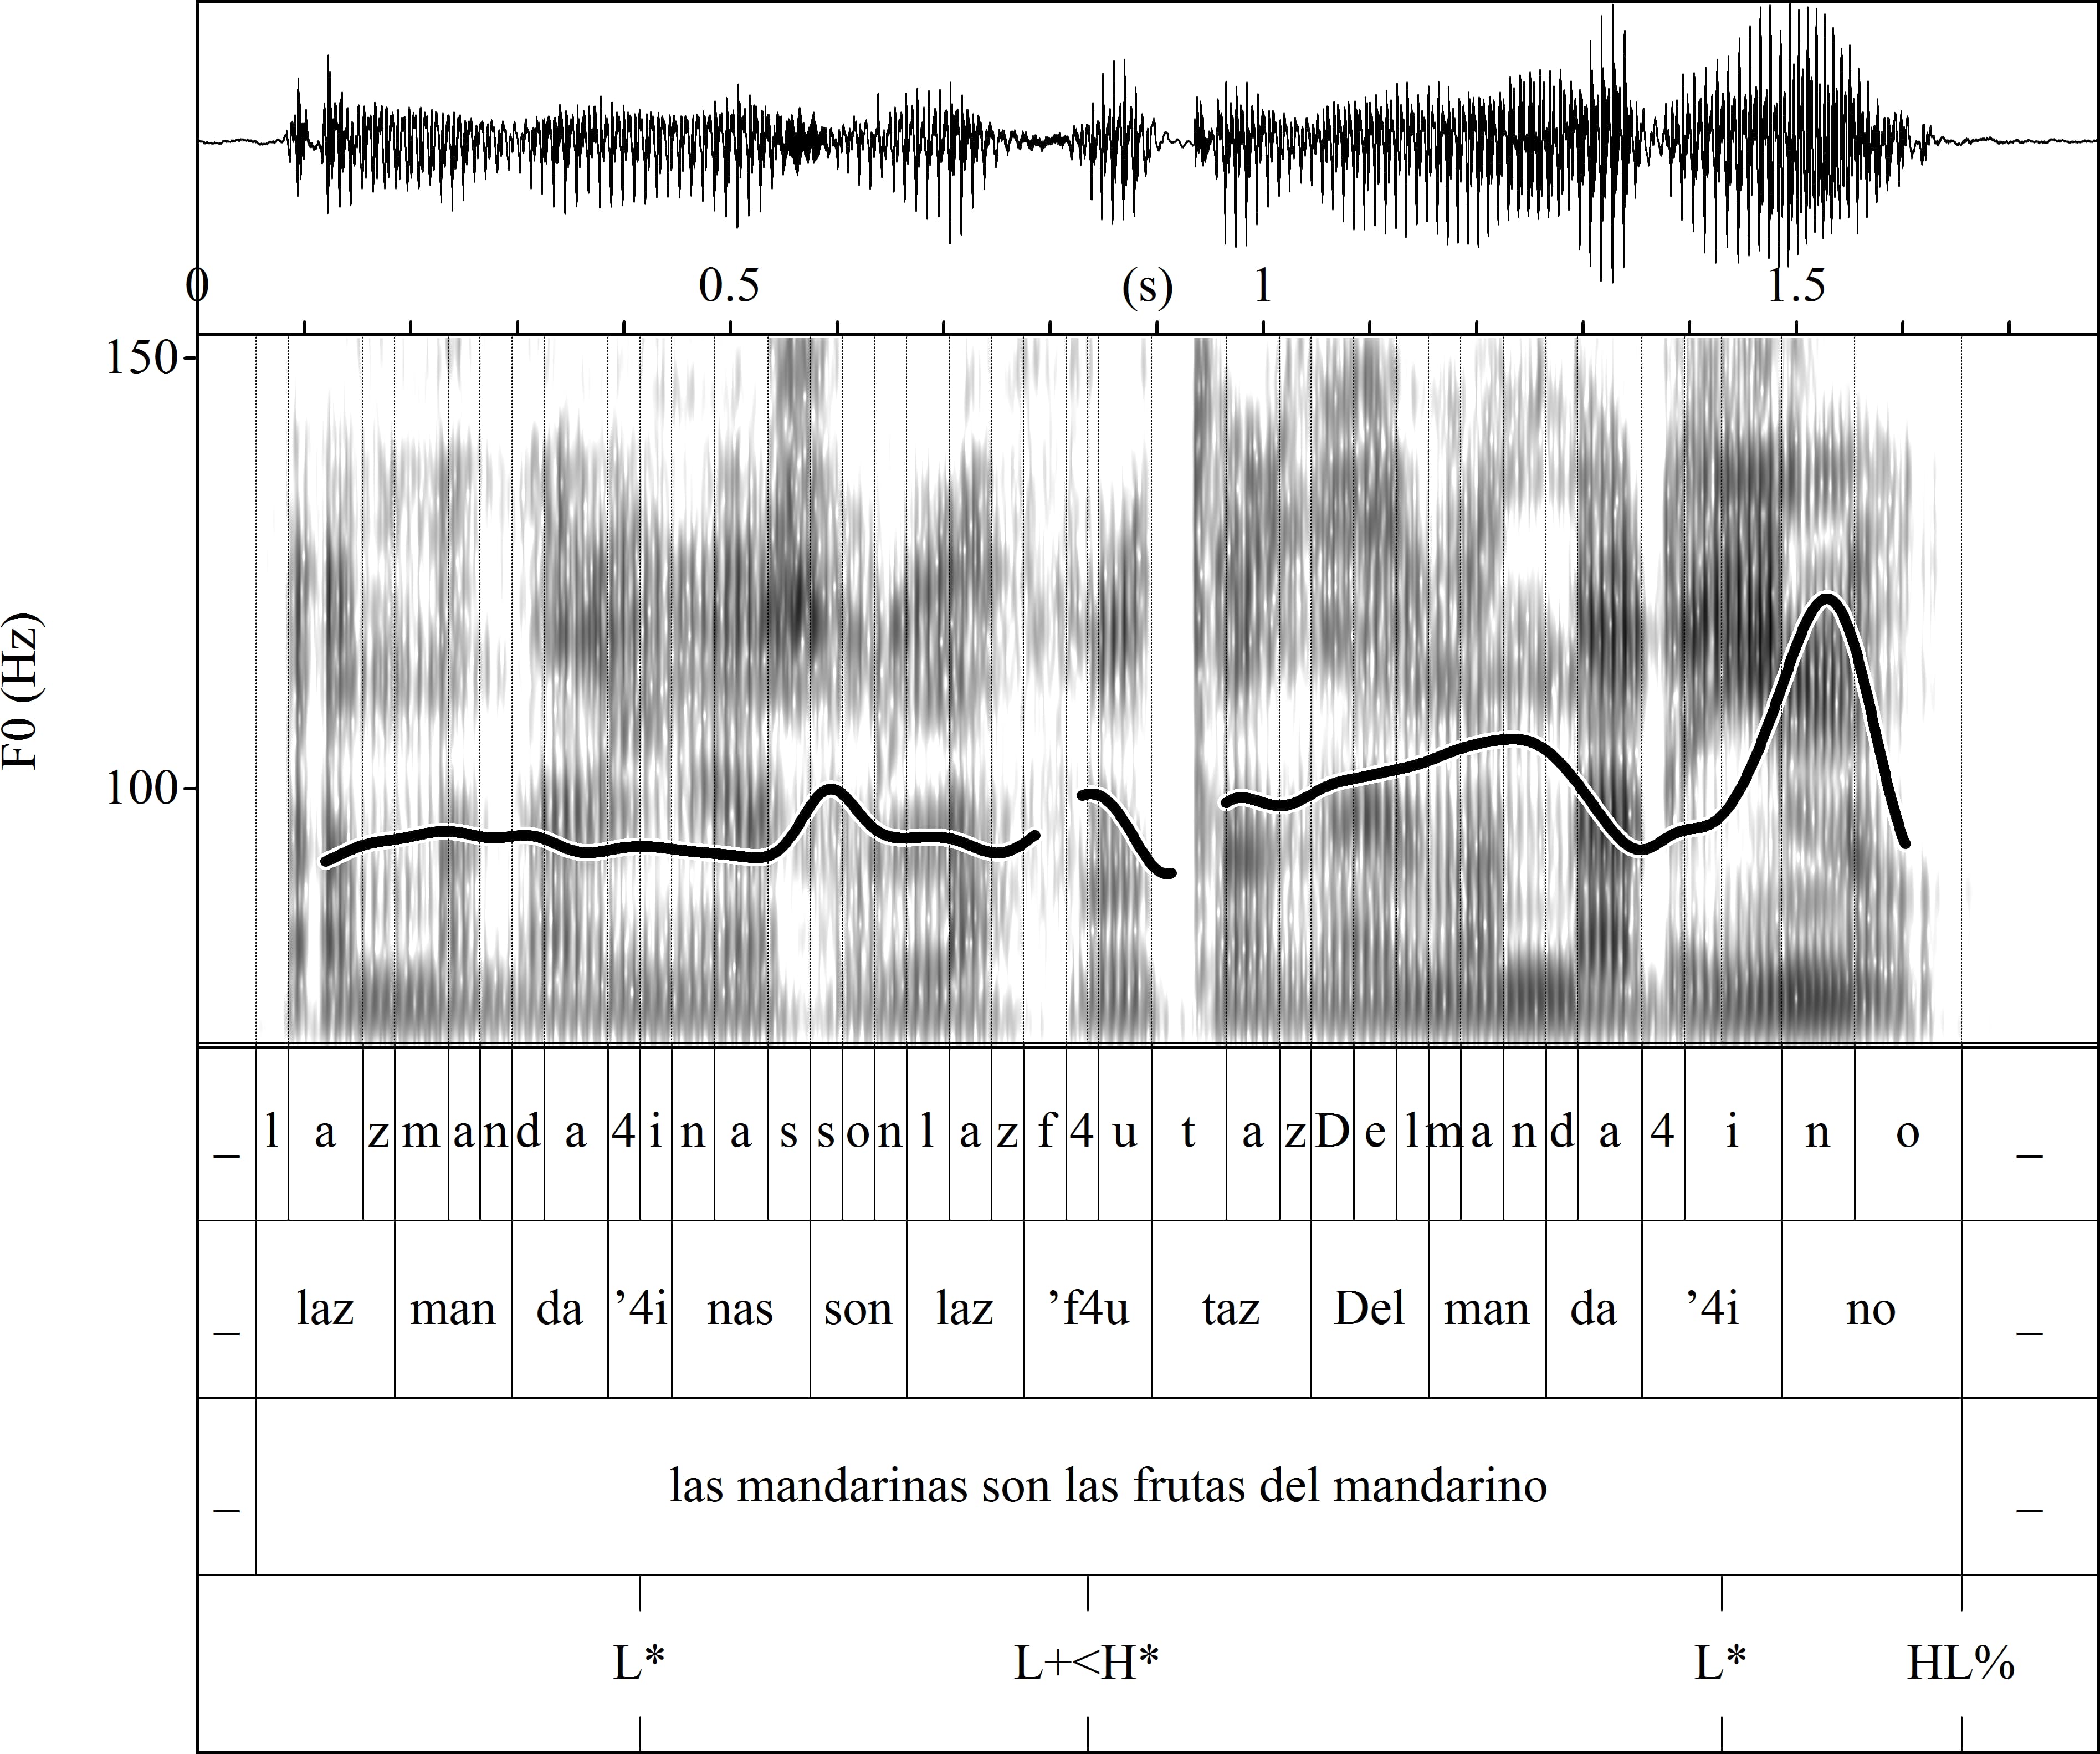 0 0.5 (s) 1 1.5
150
F0 (Hz)
100
_ l a z m a n d a 4 i n a s s o n l a z f 4 u t a z D e l m a n d a 4 i n o _
_ laz man da ’4i nas son laz ’f4u taz Del man da ’4i no _
_ las mandarinas son las frutas del mandarino _
L* L+<H* L* HL%